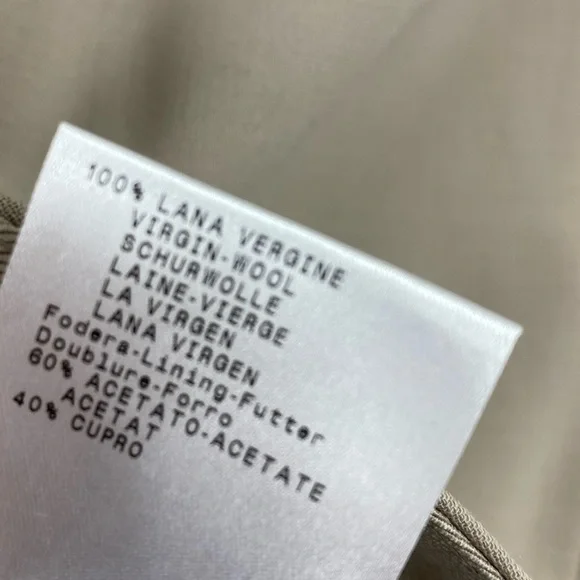 100% LANA VERGINE
VIRGIN-WOOL
SCHURWOLLE
LAINE-VIERGE
LA VIRGEN
LANA VIRGEN
Fodera-Lining-Futter
Doublure-Forro
60% ACETATO-ACETATE
ACETAT
40% CUPRO